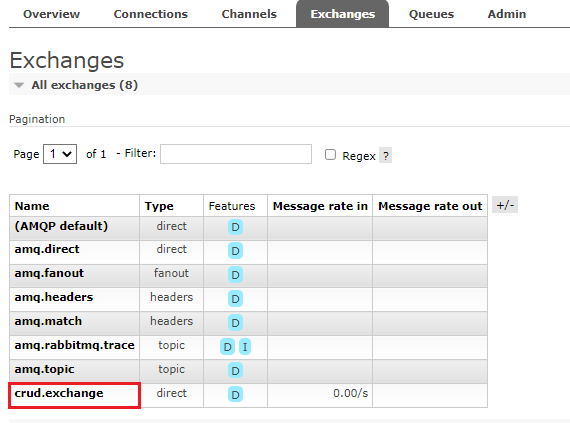 Overview Connections Channels Exchanges Queues Admin
Exchanges
All exchanges (8)
Pagination
Page 1 of 1 - Filter: Regex ?
Name Type Features Message rate in Message rate out +/-
(AMQP default) direct D
amq.direct direct D
amq.fanout fanout D
amq.headers headers D
amq.match headers D
amq.rabbitmq.trace topic D I
amq.topic topic D
crud.exchange direct D 0.00/s